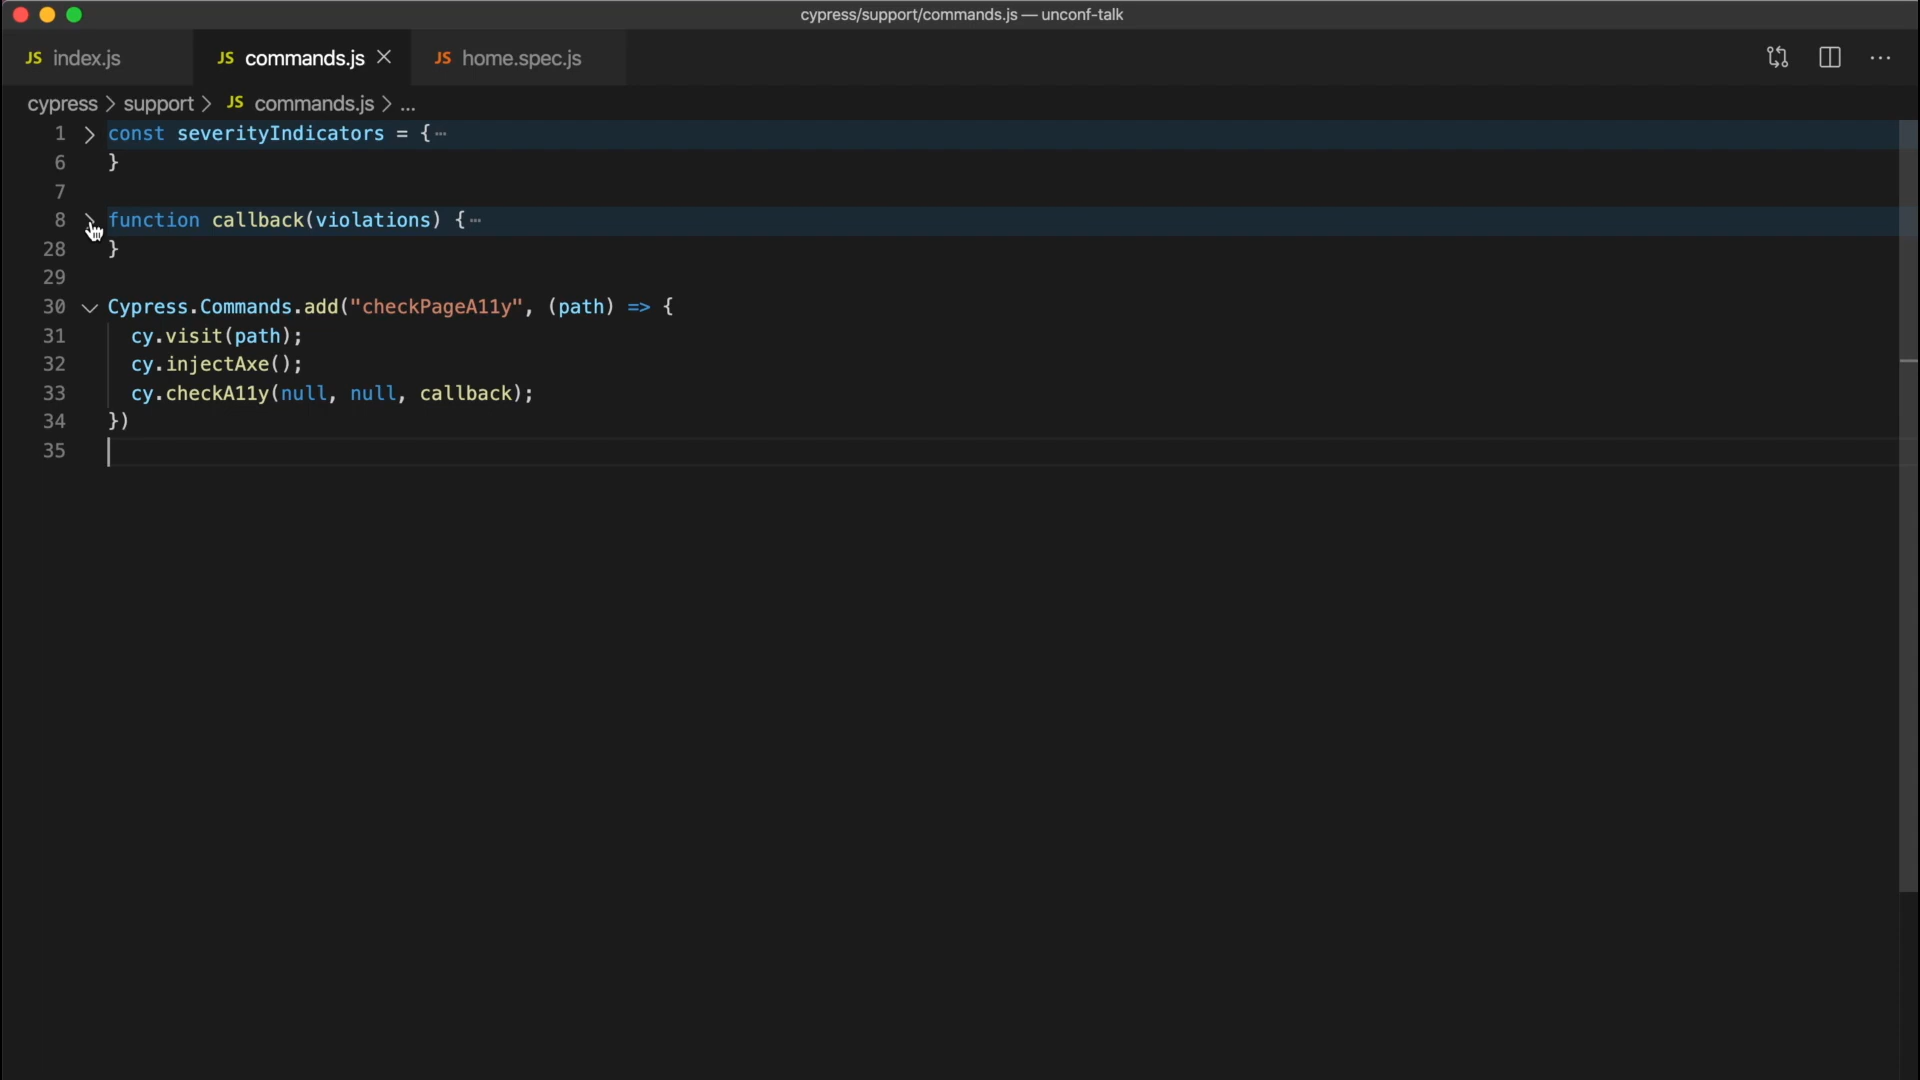 cypress/support/commands.js — unconf-talk
JS index.js JS commands.js JS home.spec.js
cypress > support > JS commands.js > ...
1 const severityIndicators = {⋯
6 }
7
8 function callback(violations) {⋯
28 }
29
30 Cypress.Commands.add("checkPageA11y", (path) => {
31 cy.visit(path);
32 cy.injectAxe();
33 cy.checkA11y(null, null, callback);
34 })
35